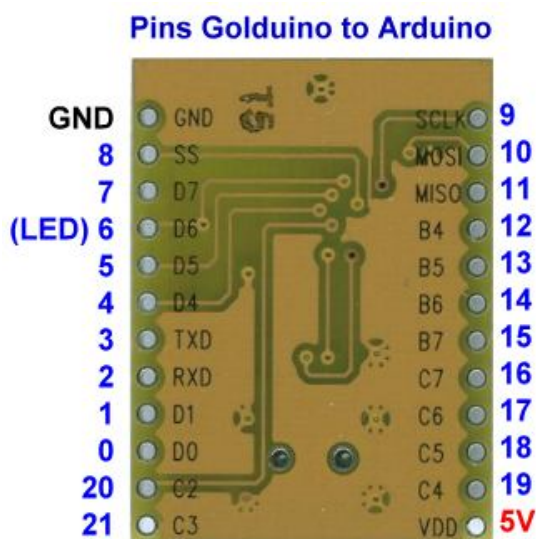 Pins Golduino to Arduino
GND GND SCLK 9
8 SS MOSI 10
7 D7 MISO 11
(LED) 6 D6 B4 12
5 D5 B5 13
4 D4 B6 14
3 TXD B7 15
2 RXD C7 16
1 D1 C6 17
0 D0 C5 18
20 C2 C4 19
21 C3 VDD 5V